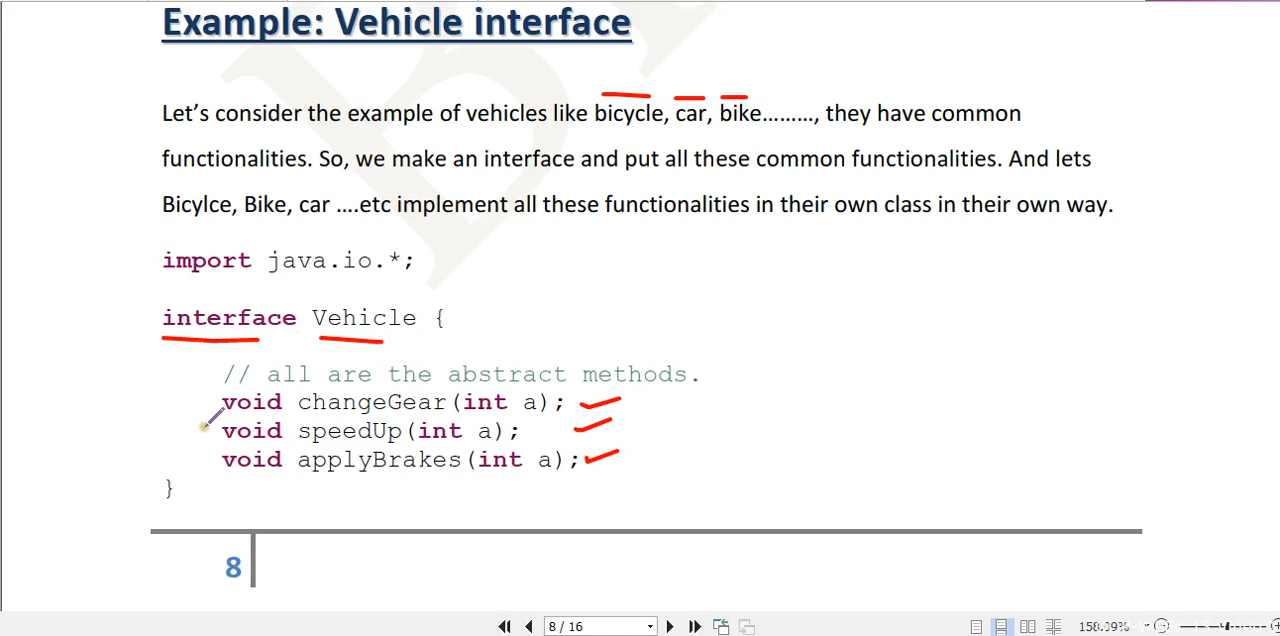 Example: Vehicle interface
Let’s consider the example of vehicles like bicycle, car, bike………, they have common
functionalities. So, we make an interface and put all these common functionalities. And lets
Bicylce, Bike, car ….etc implement all these functionalities in their own class in their own way.
import java.io.*;
interface Vehicle {
// all are the abstract methods.
void changeGear(int a);
void speedUp(int a);
void applyBrakes(int a);
}
8
8 / 16